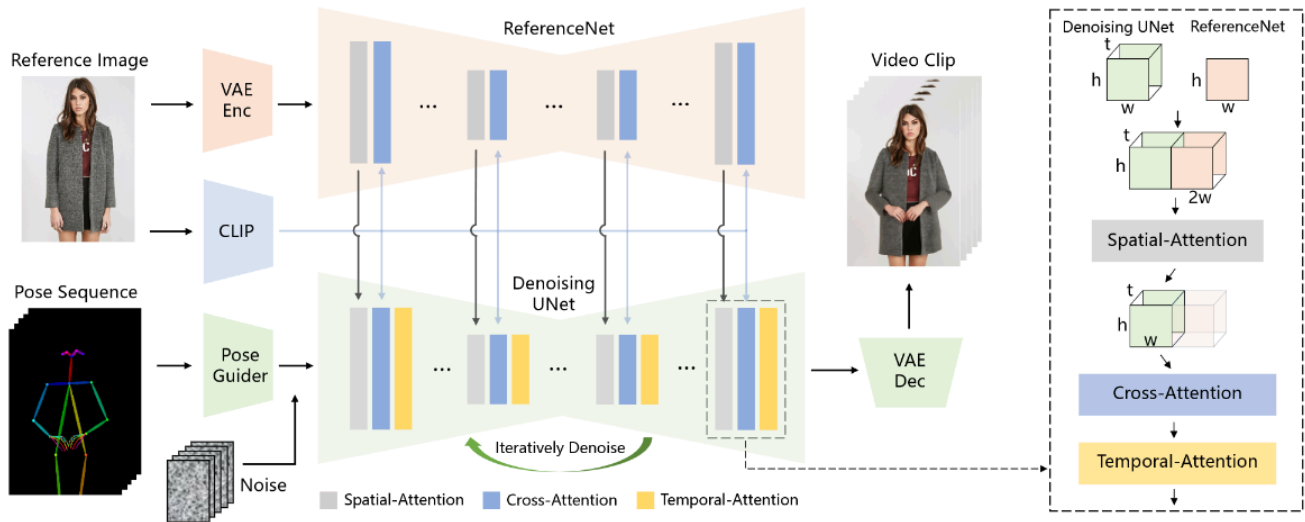 ReferenceNet
Reference Image
VAE
Enc
...
...
...
CLIP
Pose Sequence
Pose
Guider
Noise
Denoising
UNet
...
...
...
Iteratively Denoise
Spatial-Attention
Cross-Attention
Temporal-Attention
Video Clip
VAE
Dec
Denoising UNet
ReferenceNet
t
h
w
h
w
t
h
2w
Spatial-Attention
t
h
w
Cross-Attention
Temporal-Attention